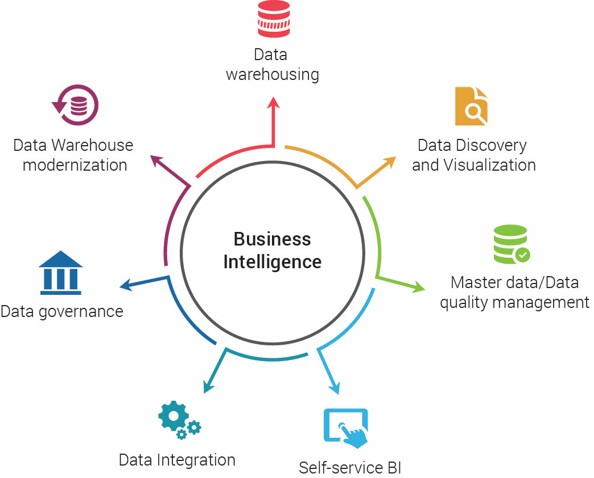 Data
warehousing
Data Warehouse
modernization
Data Discovery
and Visualization
Business
Intelligence
Master data/Data
quality management
Data governance
Data Integration
Self-service BI